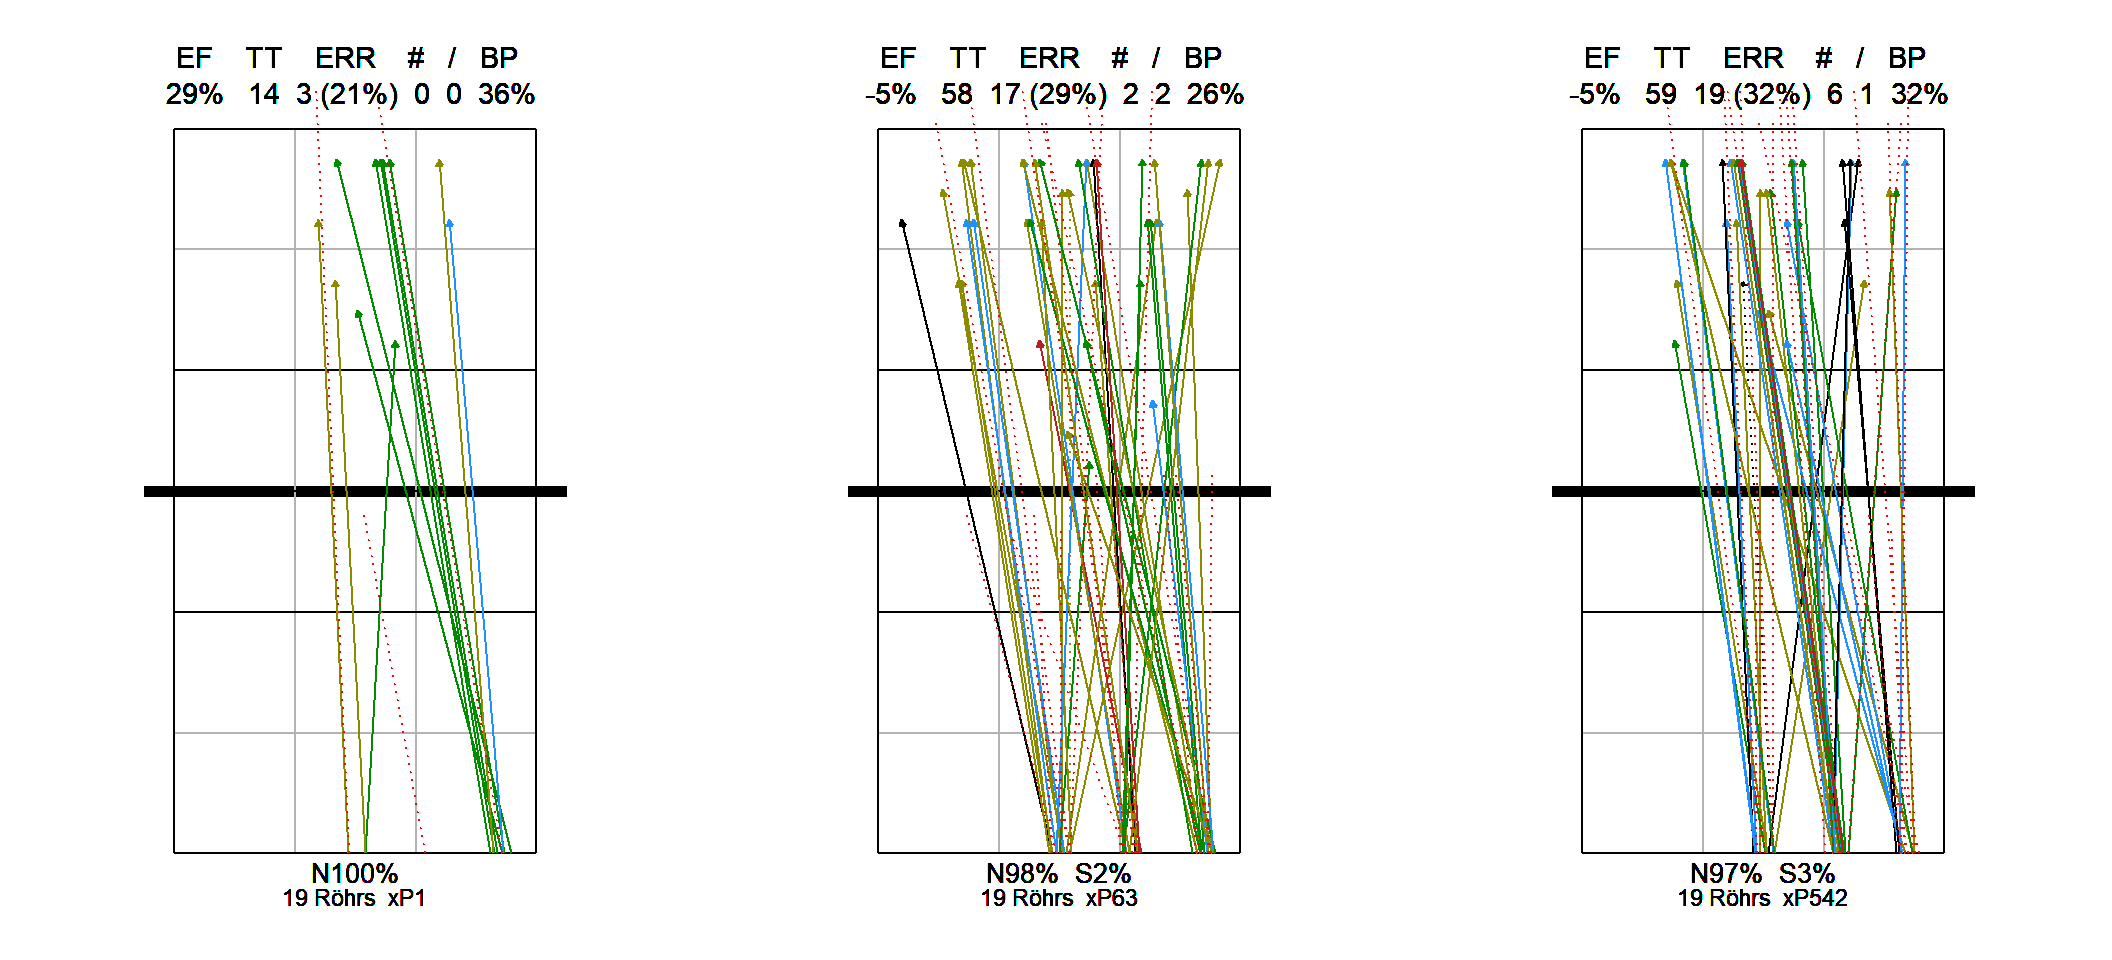 EF TT ERR # / BP
29% 14 3 (21%) 0 0 36%
N100%
19 Röhrs xP1
EF TT ERR # / BP
-5% 58 17 (29%) 2 2 26%
N98% S2%
19 Röhrs xP63
EF TT ERR # / BP
-5% 59 19 (32%) 6 1 32%
N97% S3%
19 Röhrs xP542